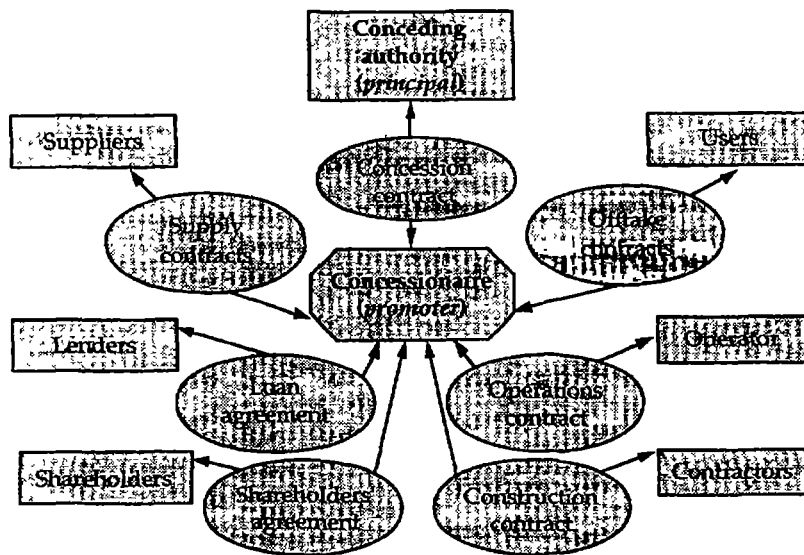 Conceding
authority
(principal)
Suppliers
Users
Concession
contract
Supply
contracts
Offtake
contracts
Concessionaire
(promoter)
Lenders
Operator
Loan
agreement
Operations
contract
Shareholders
Contractors
Shareholders
agreement
Construction
contract